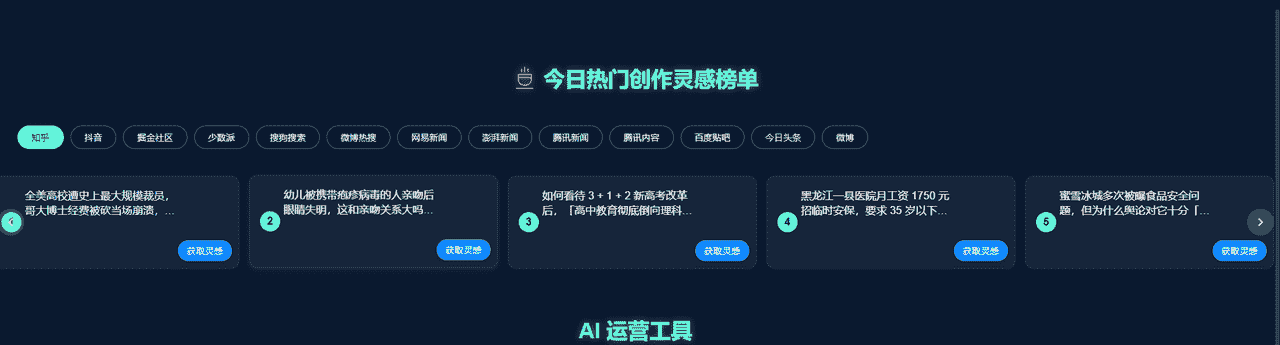 今日热门创作灵感榜单
知乎 抖音 掘金社区 少数派 搜狗搜索 微博热搜 网易新闻 澎湃新闻 腾讯新闻 腾讯内容 百度贴吧 今日头条 微博
全美高校遭史上最大规模裁员,
哥大博士经费被砍当场崩溃, ...
获取灵感
2
幼儿被携带疱疹病毒的人亲吻后
眼睛失明，这和亲吻关系大吗...
获取灵感
3
如何看待 3 + 1 + 2 新高考改革
后，「高中教育彻底倒向理科...
获取灵感
4
黑龙江一县医院月工资 1750 元
招临时安保，要求 35 岁以下...
获取灵感
5
蜜雪冰城多次被曝食品安全问
题，但为什么舆论对它十分「...
获取灵感
AI 运营工具